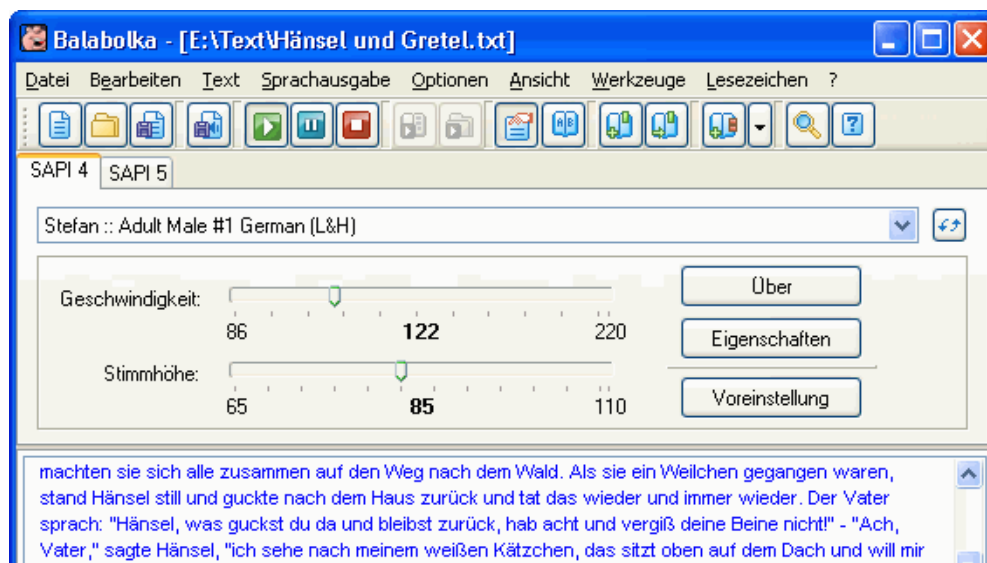 Balabolka - [E:\Text\Hänsel und Gretel.txt]
Datei Bearbeiten Text Sprachausgabe Optionen Ansicht Werkzeuge Lesezeichen ?
SAPI 4 SAPI 5
Stefan :: Adult Male #1 German (L&H)
Geschwindigkeit:
86 122 220
Stimmhöhe:
65 85 110
Über
Eigenschaften
Voreinstellung
machten sie sich alle zusammen auf den Weg nach dem Wald. Als sie ein Weilchen gegangen waren,
stand Hänsel still und guckte nach dem Haus zurück und tat das wieder und immer wieder. Der Vater
sprach: "Hänsel, was guckst du da und bleibst zurück, hab acht und vergiß deine Beine nicht!" - "Ach,
Vater," sagte Hänsel, "ich sehe nach meinem weißen Kätzchen, das sitzt oben auf dem Dach und will mir